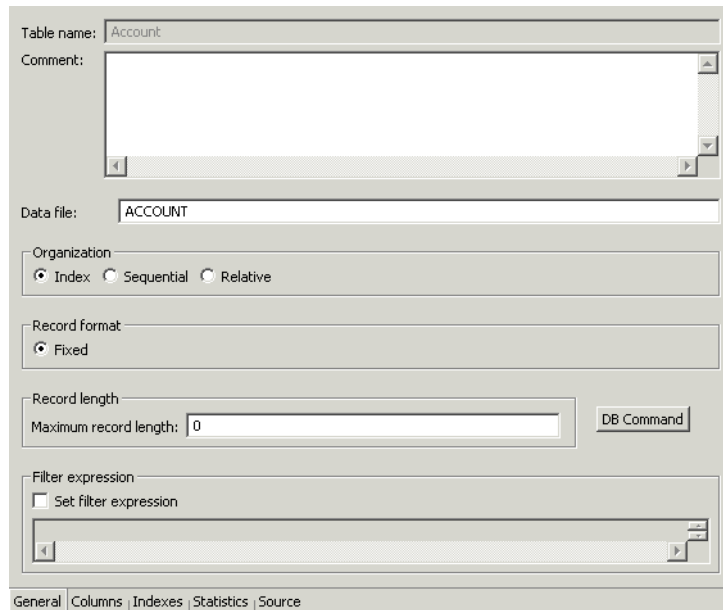 Table name: Account
Comment:
Data file: ACCOUNT
Organization
Index Sequential Relative
Record format
Fixed
Record length
Maximum record length: 0
DB Command
Filter expression
Set filter expression
General Columns Indexes Statistics Source